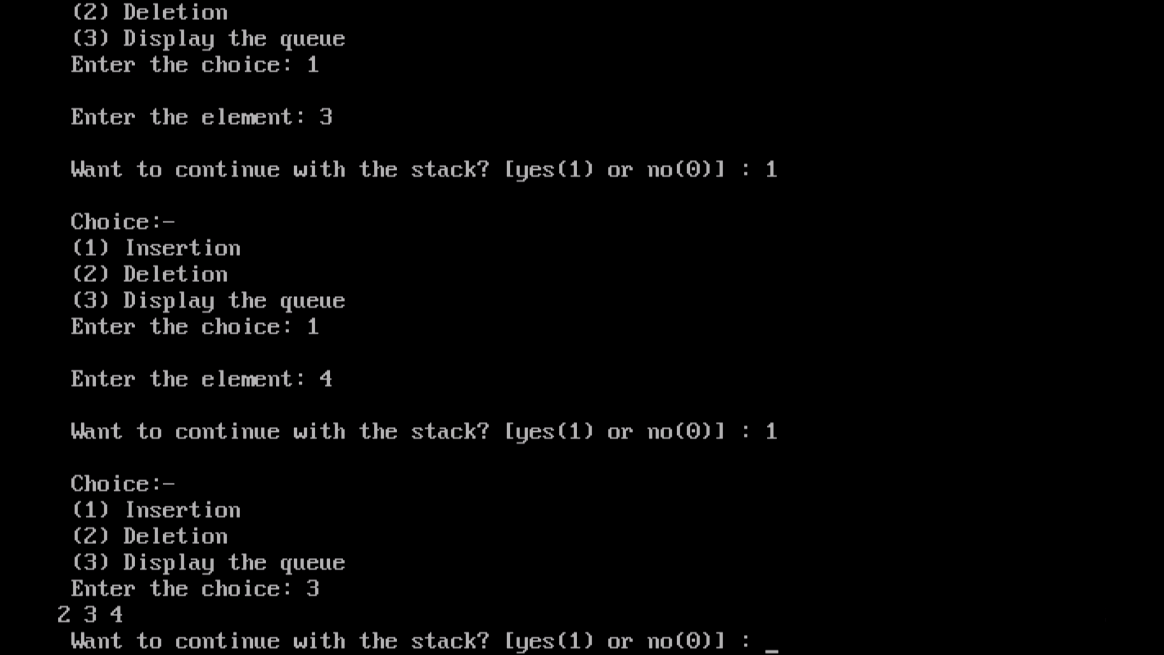 (2) Deletion
(3) Display the queue
Enter the choice: 1
Enter the element: 3
Want to continue with the stack? [yes(1) or no(0)] : 1
Choice:-
(1) Insertion
(2) Deletion
(3) Display the queue
Enter the choice: 1
Enter the element: 4
Want to continue with the stack? [yes(1) or no(0)] : 1
Choice:-
(1) Insertion
(2) Deletion
(3) Display the queue
Enter the choice: 3
2 3 4
Want to continue with the stack? [yes(1) or no(0)] : _